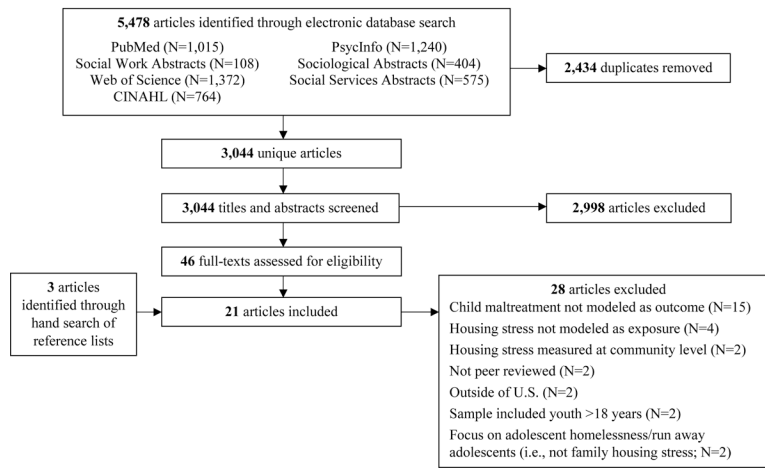 5,478 articles identified through electronic database search
PubMed (N=1,015)
Social Work Abstracts (N=108)
Web of Science (N=1,372)
CINAHL (N=764)
PsycInfo (N=1,240)
Sociological Abstracts (N=404)
Social Services Abstracts (N=575)
2,434 duplicates removed
3,044 unique articles
3,044 titles and abstracts screened
2,998 articles excluded
46 full-texts assessed for eligibility
3 articles
identified through
hand search of
reference lists
21 articles included
28 articles excluded
Child maltreatment not modeled as outcome (N=15)
Housing stress not modeled as exposure (N=4)
Housing stress measured at community level (N=2)
Not peer reviewed (N=2)
Outside of U.S. (N=2)
Sample included youth >18 years (N=2)
Focus on adolescent homelessness/run away
adolescents (i.e., not family housing stress; N=2)